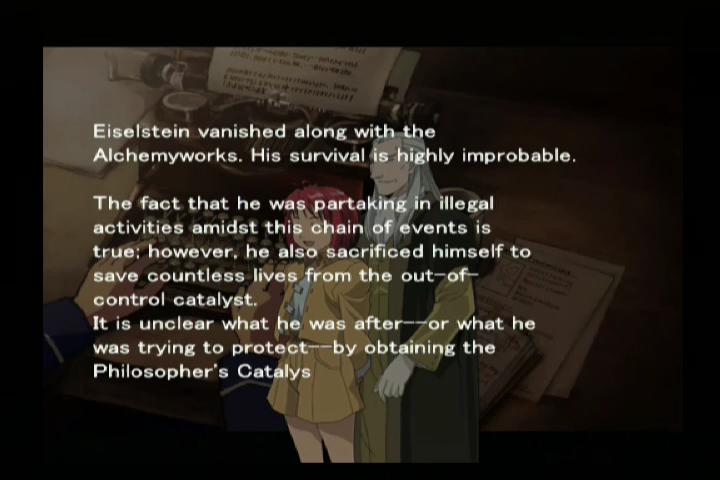 Eiselstein vanished along with the
Alchemyworks. His survival is highly improbable.
The fact that he was partaking in illegal
activities amidst this chain of events is
true; however, he also sacrificed himself to
save countless lives from the out-of-
control catalyst.
It is unclear what he was after--or what he
was trying to protect--by obtaining the
Philosopher's Catalys